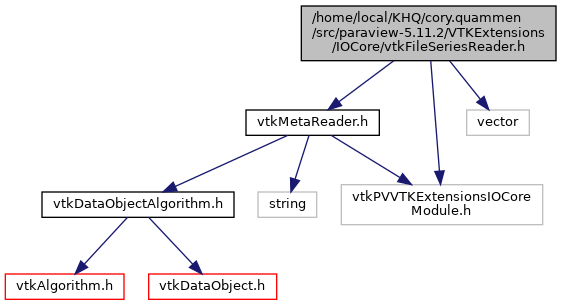 /home/local/KHQ/cory.quammen
/src/paraview-5.11.2/VTKExtensions
/IOCore/vtkFileSeriesReader.h
vtkMetaReader.h
vector
vtkDataObjectAlgorithm.h
string
vtkPVVTKExtensionsIOCore
Module.h
vtkAlgorithm.h
vtkDataObject.h